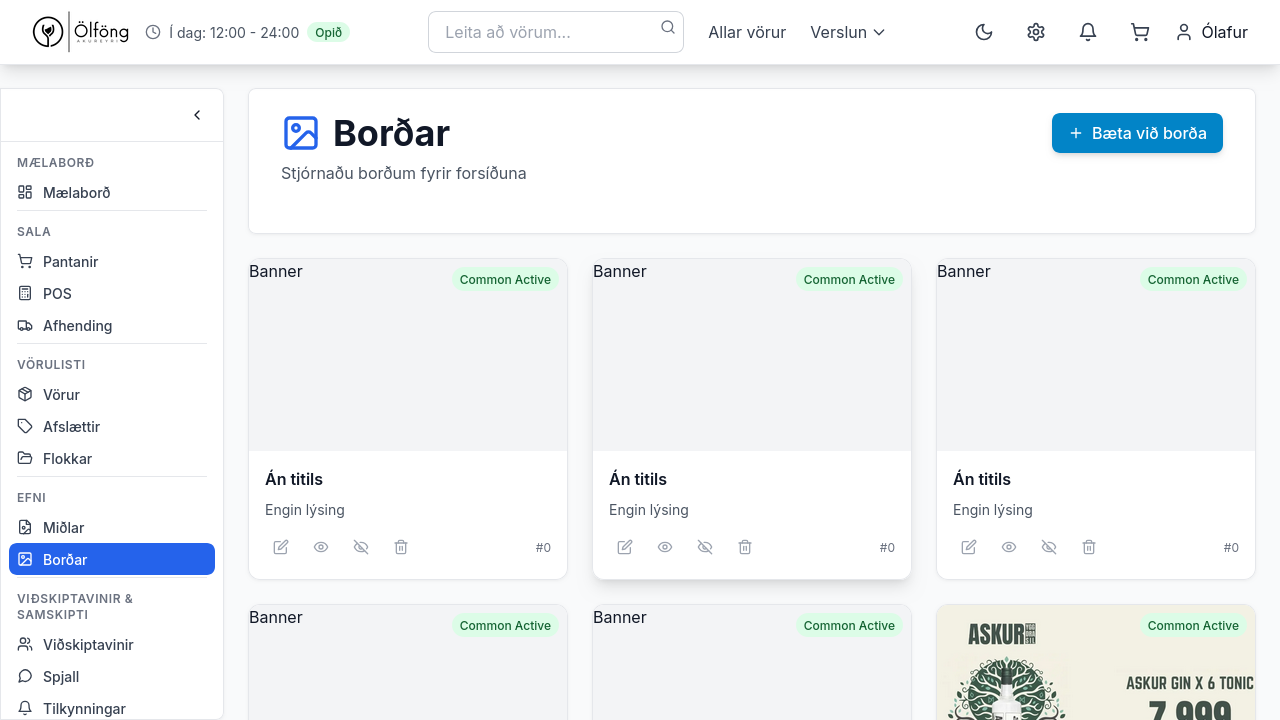 Ölföng
AKUREYRI
Í dag: 12:00 - 24:00
Opið
Leita að vörum...
Allar vörur
Verslun
Ólafur
MÆLABORÐ
Mælaborð
SALA
Pantanir
POS
Afhending
VÖRULISTI
Vörur
Afslættir
Flokkar
EFNI
Miðlar
Borðar
VIÐSKIPTAVINIR &
SAMSKIPTI
Viðskiptavinir
Spjall
Tilkynningar
Borðar
Stjórnaðu borðum fyrir forsíðuna
Bæta við borða
Banner
Common Active
Án titils
Engin lýsing
#0
Banner
Common Active
Án titils
Engin lýsing
#0
Banner
Common Active
Án titils
Engin lýsing
#0
Banner
Common Active
Banner
Common Active
Common Active
ASKUR
ASKUR GIN X 6 TONIC
7.999